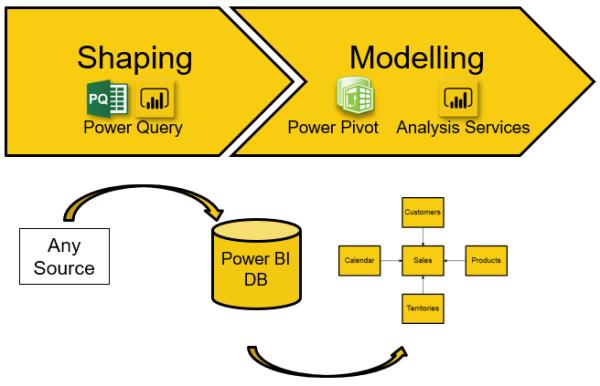 Shaping
PQ
Power Query
Modelling
Power Pivot
Analysis Services
Any
Source
Power BI
DB
Customers
Calendar
Sales
Products
Territories